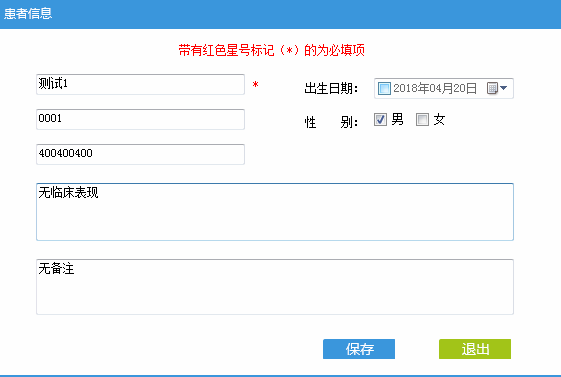 患者信息
带有红色星号标记（*）的为必填项
测试1 * 出生日期： 2018年04月20日
0001 性 别： 男 女
400400400
无临床表现
无备注
保存 退出